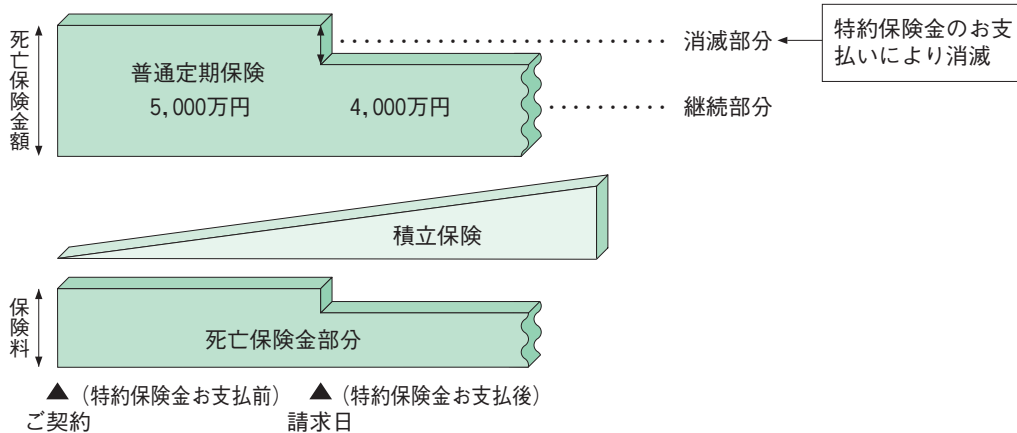 死亡保険金額
普通定期保険
5,000万円
4,000万円
消滅部分
特約保険金のお支
払いにより消滅
継続部分
積立保険
保険料
死亡保険金部分
▲（特約保険金お支払前）
ご契約
▲（特約保険金お支払後）
請求日